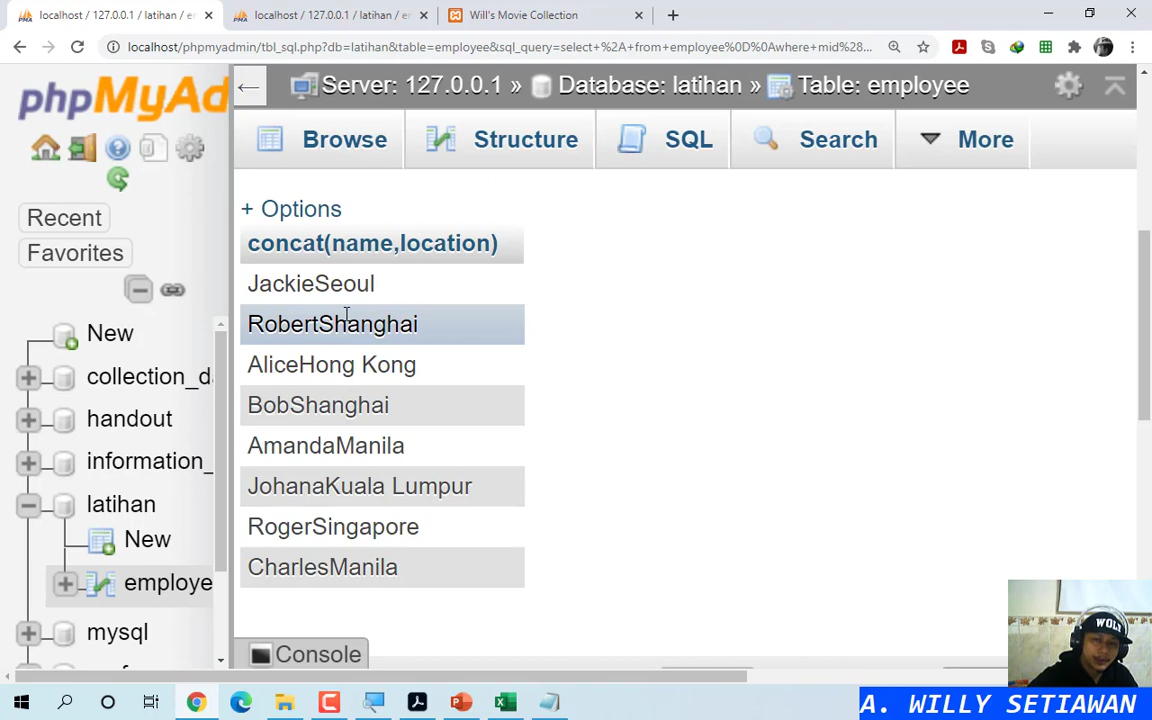 localhost / 127.0.0.1 / latihan / e
localhost / 127.0.0.1 / latihan / e
Will's Movie Collection
localhost/phpmyadmin/tbl_sql.php?db=latihan&table=employee&sql_query=select+%2A+from+employee%0D%0Awhere+mid%28...
phpMyAd
Server: 127.0.0.1 » Database: latihan » Table: employee
Browse Structure SQL Search More
Recent
Favorites
New
collection_da
handout
information_
latihan
New
employe
mysql
+ Options
concat(name,location)
JackieSeoul
RobertShanghai
AliceHong Kong
BobShanghai
AmandaManila
JohanaKuala Lumpur
RogerSingapore
CharlesManila
Console
WOLY
A. WILLY SETIAWAN